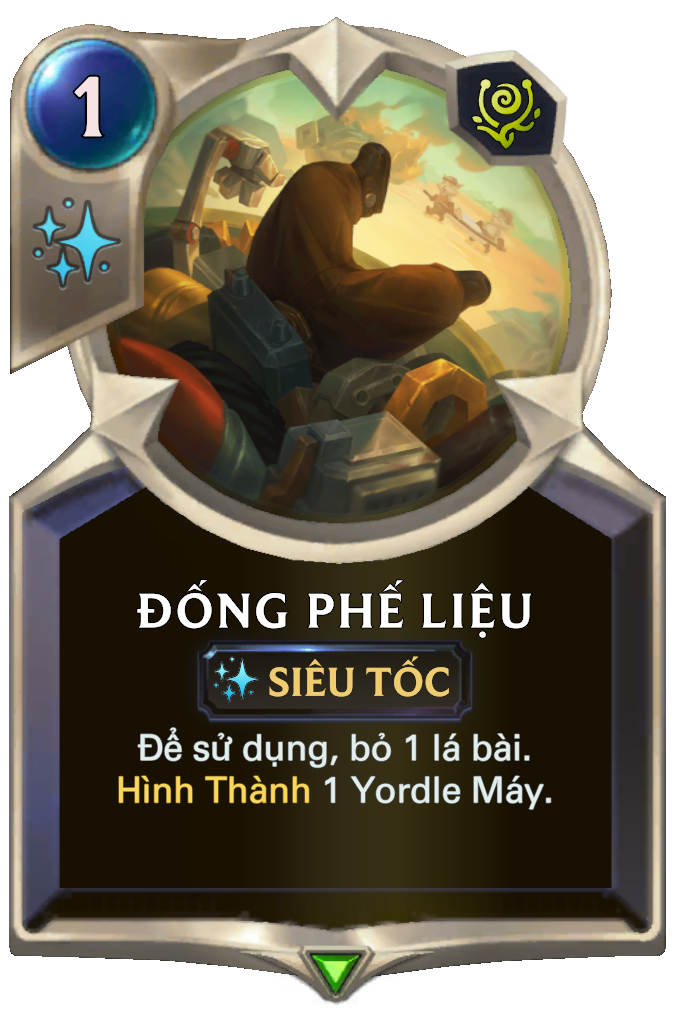 1
ĐỐNG PHẾ LIỆU
SIÊU TỐC
Để sử dụng, bỏ 1 lá bài.
Hình Thành 1 Yordle Máy.